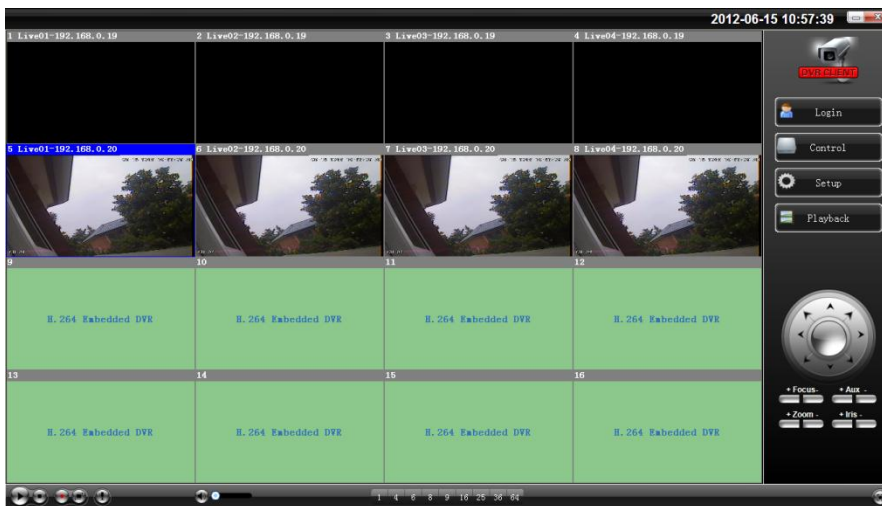 2012-06-15 10:57:39
1 Live01-192.168.0.19 2 Live02-192.168.0.19 3 Live03-192.168.0.19 4 Live04-192.168.0.19
DVR CLIENT
Login
Control
5 Live01-192.168.0.20 6 Live02-192.168.0.20 7 Live03-192.168.0.20 8 Live04-192.168.0.20
Setup
Playback
9 10 11 12
H.264 Embedded DVR H.264 Embedded DVR H.264 Embedded DVR H.264 Embedded DVR
13 14 15 16
+ Focus- + Aux -
+ Zoom - + Iris -
H.264 Embedded DVR H.264 Embedded DVR H.264 Embedded DVR H.264 Embedded DVR
1 4 6 8 9 16 25 36 64